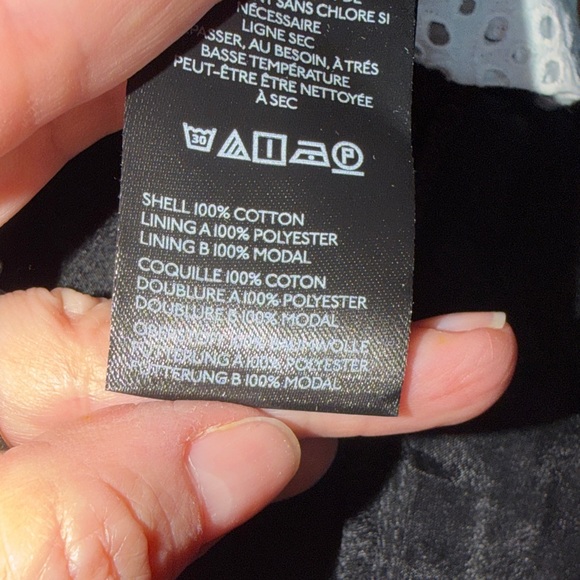 SANS CHLORE SI
NÉCESSAIRE
LIGNE SEC
PASSER, AU BESOIN, À TRÉS
BASSE TEMPÉRATURE
PEUT-ÊTRE ÊTRE NETTOYÉE
À SEC
30 P
SHELL 100% COTTON
LINING A 100% POLYESTER
LINING B 100% MODAL
COQUILLE 100% COTON
DOUBLURE A 100% POLYESTER
DOUBLURE B 100% MODAL
100% BAUMWOLLE
FUTTERUNG A 100% POLYESTER
FUTTERUNG B 100% MODAL